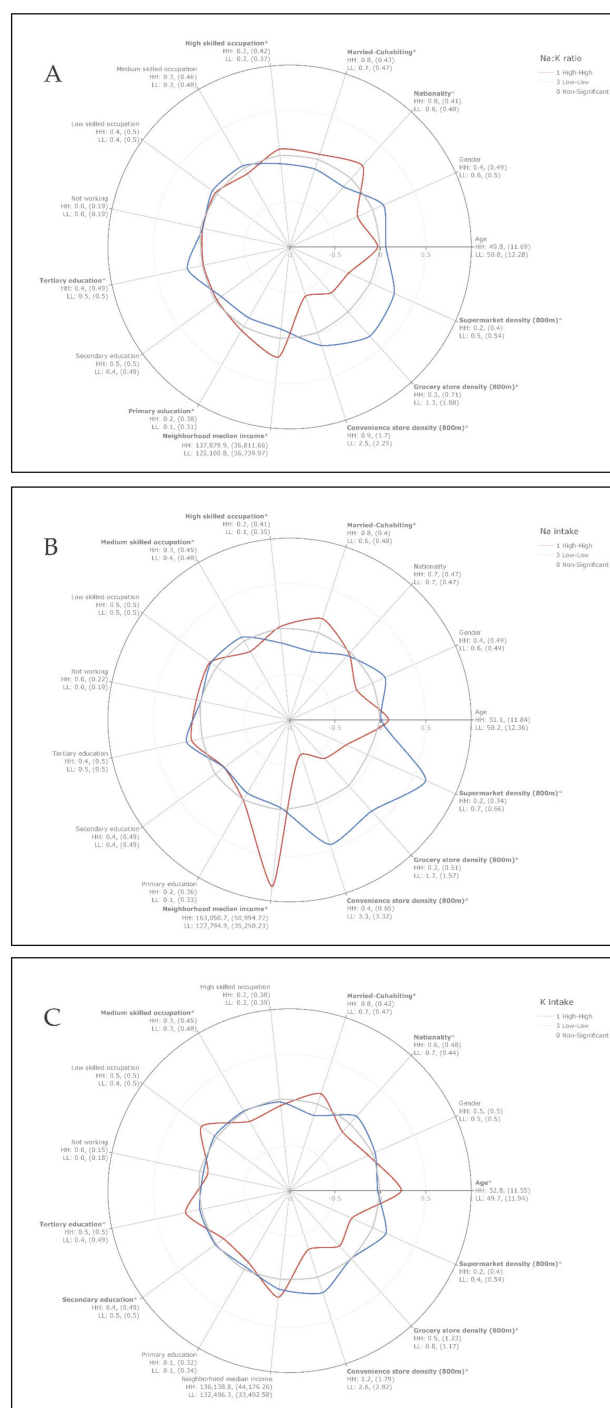 A
Na:K ratio
1 High-High
3 Low-Low
0 Non-Significant
High skilled occupation*
HH: 0.2, (0.42)
LL: 0.2, (0.37)
Married-Cohabiting*
HH: 0.8, (0.43)
LL: 0.7, (0.47)
Medium skilled occupation
HH: 0.3, (0.46)
LL: 0.3, (0.48)
Nationality*
HH: 0.8, (0.41)
LL: 0.6, (0.48)
Low skilled occupation
HH: 0.4, (0.5)
LL: 0.4, (0.5)
Gender
HH: 0.4, (0.49)
LL: 0.6, (0.5)
Not working
HH: 0.0, (0.19)
LL: 0.0, (0.19)
Age
HH: 49.8, (11.69)
LL: 50.8, (12.28)
-0.5
0
0.5
1
Tertiary education*
HH: 0.4, (0.49)
LL: 0.5, (0.5)
Supermarket density (800m)*
HH: 0.2, (0.4)
LL: 0.5, (0.54)
Secondary education
HH: 0.5, (0.5)
LL: 0.4, (0.49)
Grocery store density (800m)*
HH: 0.3, (0.71)
LL: 1.3, (1.88)
Primary education*
HH: 0.2, (0.38)
LL: 0.1, (0.31)
Neighborhood median income*
HH: 137,879.9, (36,811.66)
LL: 125,100.8, (36,739.97)
Convenience store density (800m)*
HH: 0.9, (1.7)
LL: 2.5, (2.25)
B
Na intake
1 High-High
3 Low-Low
0 Non-Significant
High skilled occupation*
HH: 0.2, (0.41)
LL: 0.1, (0.35)
Married-Cohabiting*
HH: 0.8, (0.4)
LL: 0.6, (0.48)
Medium skilled occupation*
HH: 0.3, (0.45)
LL: 0.4, (0.48)
Nationality
HH: 0.7, (0.47)
LL: 0.7, (0.47)
Low skilled occupation
HH: 0.5, (0.5)
LL: 0.5, (0.5)
Gender
HH: 0.4, (0.49)
LL: 0.6, (0.49)
Not working
HH: 0.0, (0.22)
LL: 0.0, (0.19)
Age
HH: 51.1, (11.84)
LL: 50.2, (12.36)
-0.5
0
0.5
1
Tertiary education
HH: 0.4, (0.5)
LL: 0.5, (0.5)
Supermarket density (800m)*
HH: 0.2, (0.34)
LL: 0.7, (0.66)
Secondary education
HH: 0.4, (0.49)
LL: 0.4, (0.49)
Grocery store density (800m)*
HH: 0.2, (0.51)
LL: 1.3, (1.57)
Primary education
HH: 0.2, (0.36)
LL: 0.1, (0.33)
Neighborhood median income*
HH: 163,050.7, (50,994.72)
LL: 127,794.9, (35,250.23)
Convenience store density (800m)*
HH: 0.4, (0.65)
LL: 3.3, (3.32)
C
K intake
1 High-High
3 Low-Low
0 Non-Significant
High skilled occupation
HH: 0.2, (0.38)
LL: 0.2, (0.39)
Married-Cohabiting*
HH: 0.8, (0.42)
LL: 0.7, (0.47)
Medium skilled occupation*
HH: 0.3, (0.45)
LL: 0.3, (0.48)
Nationality*
HH: 0.6, (0.48)
LL: 0.7, (0.44)
Low skilled occupation
HH: 0.5, (0.5)
LL: 0.4, (0.5)
Gender
HH: 0.5, (0.5)
LL: 0.5, (0.5)
Not working
HH: 0.0, (0.15)
LL: 0.0, (0.18)
Age*
HH: 52.8, (11.55)
LL: 49.7, (11.94)
-0.5
0
0.5
1
Tertiary education*
HH: 0.5, (0.5)
LL: 0.4, (0.49)
Supermarket density (800m)*
HH: 0.2, (0.4)
LL: 0.4, (0.54)
Secondary education*
HH: 0.4, (0.49)
LL: 0.5, (0.5)
Grocery store density (800m)*
HH: 0.5, (1.23)
LL: 0.8, (1.17)
Primary education
HH: 0.1, (0.32)
LL: 0.1, (0.34)
Neighborhood median income
HH: 136,138.8, (44,176.26)
LL: 132,496.3, (33,492.58)
Convenience store density (800m)*
HH: 1.2, (1.79)
LL: 2.6, (2.82)